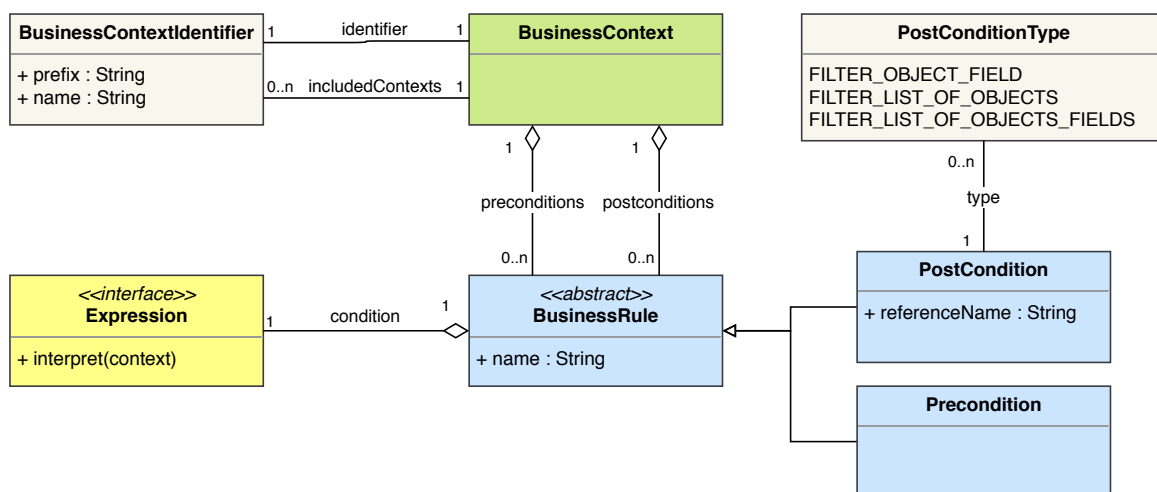 BusinessContextIdentifier
+ prefix : String
+ name : String
1 identifier 1
0..n includedContexts 1
BusinessContext
PostConditionType
FILTER_OBJECT_FIELD
FILTER_LIST_OF_OBJECTS
FILTER_LIST_OF_OBJECTS_FIELDS
1 1
preconditions postconditions
0..n 0..n
0..n
type
1
<<interface>>
Expression
+ interpret(context)
1 condition 1
<<abstract>>
BusinessRule
+ name : String
PostCondition
+ referenceName : String
Precondition